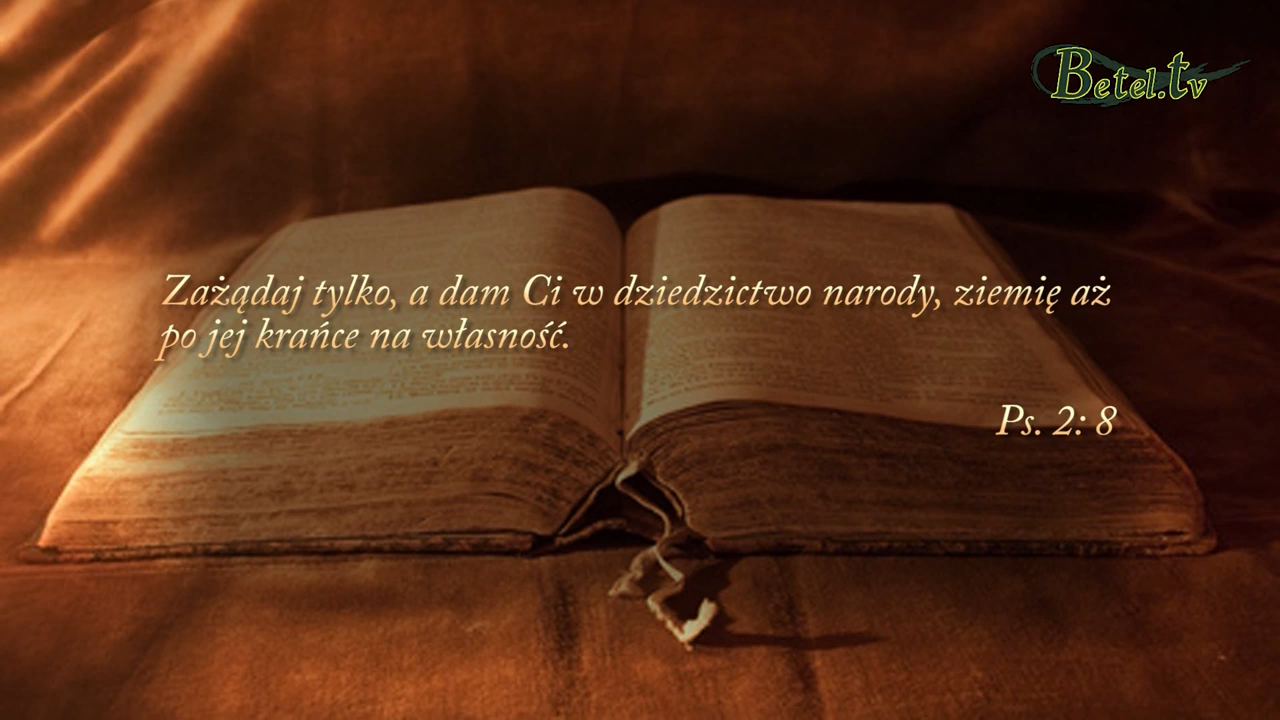 Betel.tv
Zażądaj tylko, a dam Ci w dziedzictwo narody, ziemię aż
po jej krańce na własność.
Ps. 2: 8